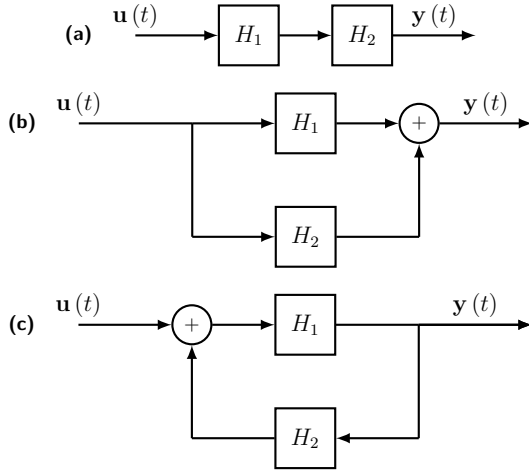 (a) u(t) H₁ H₂ y(t)
(b) u(t) H₁ + y(t)
H₂
(c) u(t) + H₁ y(t)
H₂